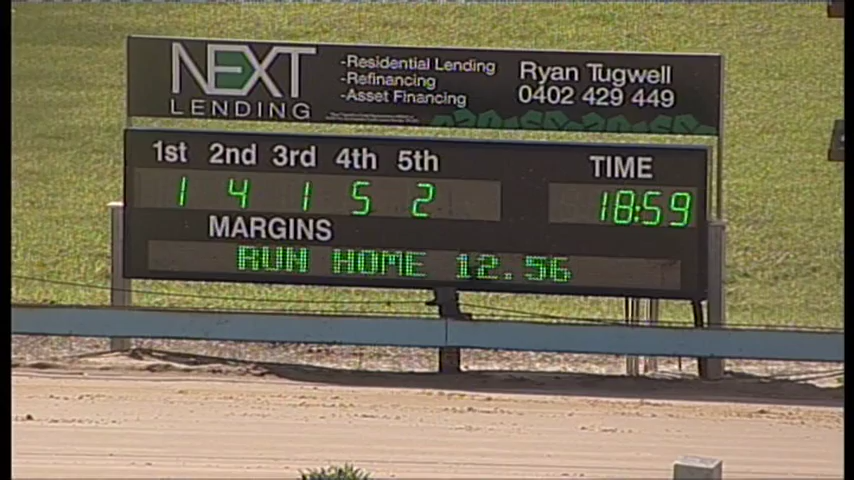 NEXT
LENDING
-Residential Lending
-Refinancing
-Asset Financing
Ryan Tugwell
0402 429 449
1st 2nd 3rd 4th 5th TIME
1 4 1 5 2 18:59
MARGINS
RUN HOME 12.56